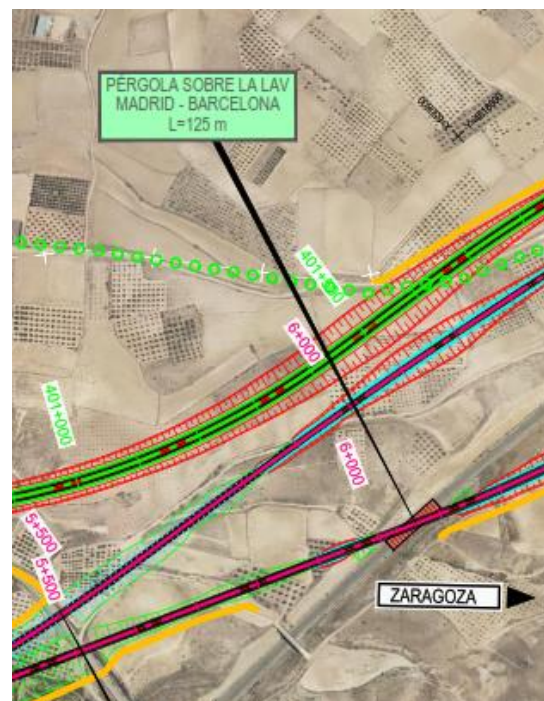 PÉRGOLA SOBRE LA LAV
MADRID - BARCELONA
L=125 m
401+000
6+000
401+000
6+000
5+500
5+500
ZARAGOZA